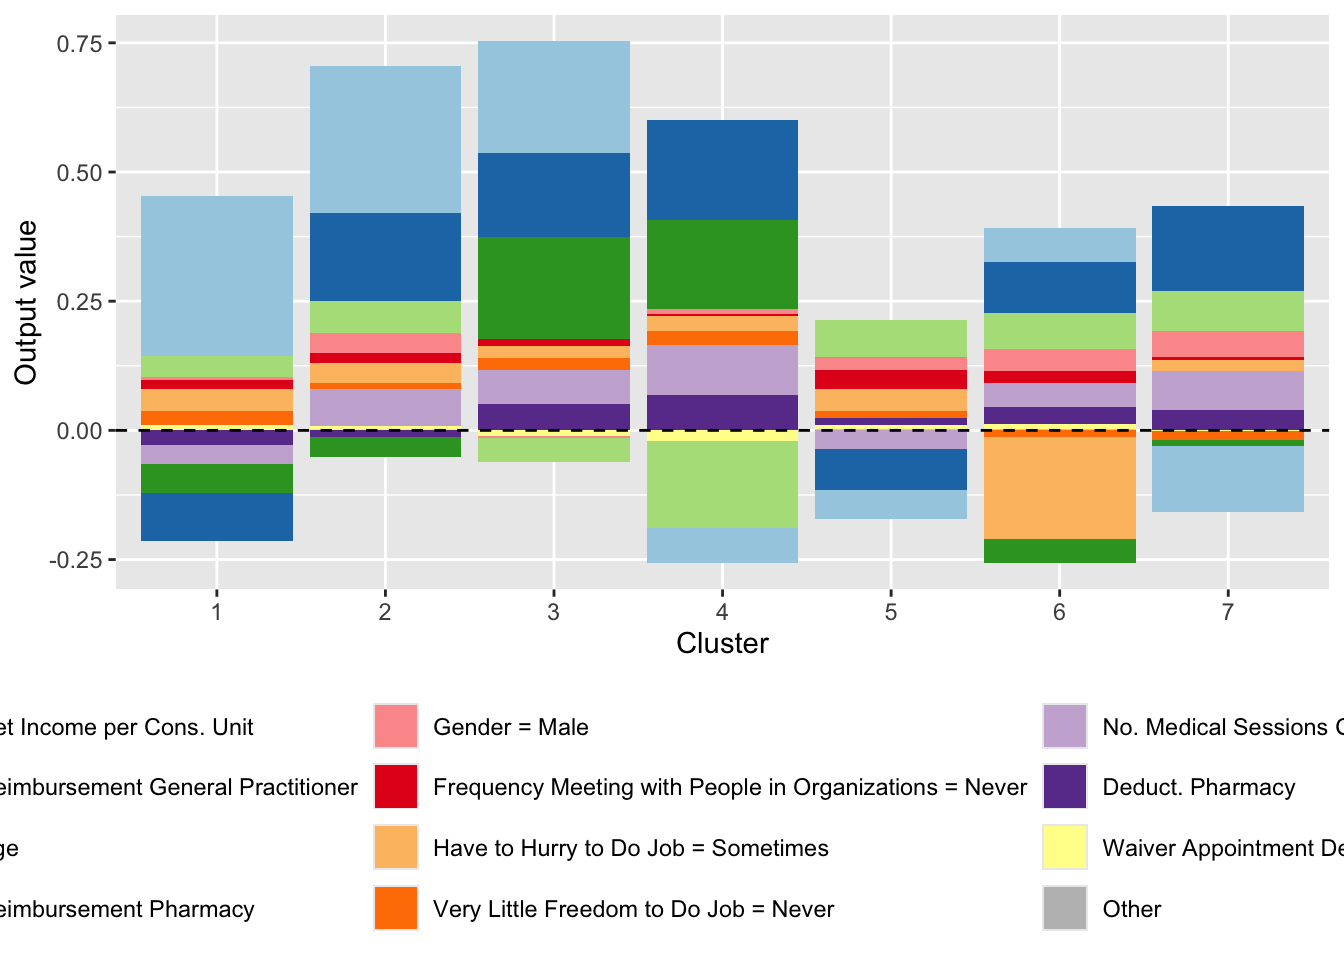 0.75
0.50
0.25
0.00
-0.25
Output value
1 2 3 4 5 6 7
Cluster
et Income per Cons. Unit Gender = Male No. Medical Sessions
eimbursement General Practitioner Frequency Meeting with People in Organizations = Never Deduct. Pharmacy
ge Have to Hurry to Do Job = Sometimes Waiver Appointment De
eimbursement Pharmacy Very Little Freedom to Do Job = Never Other